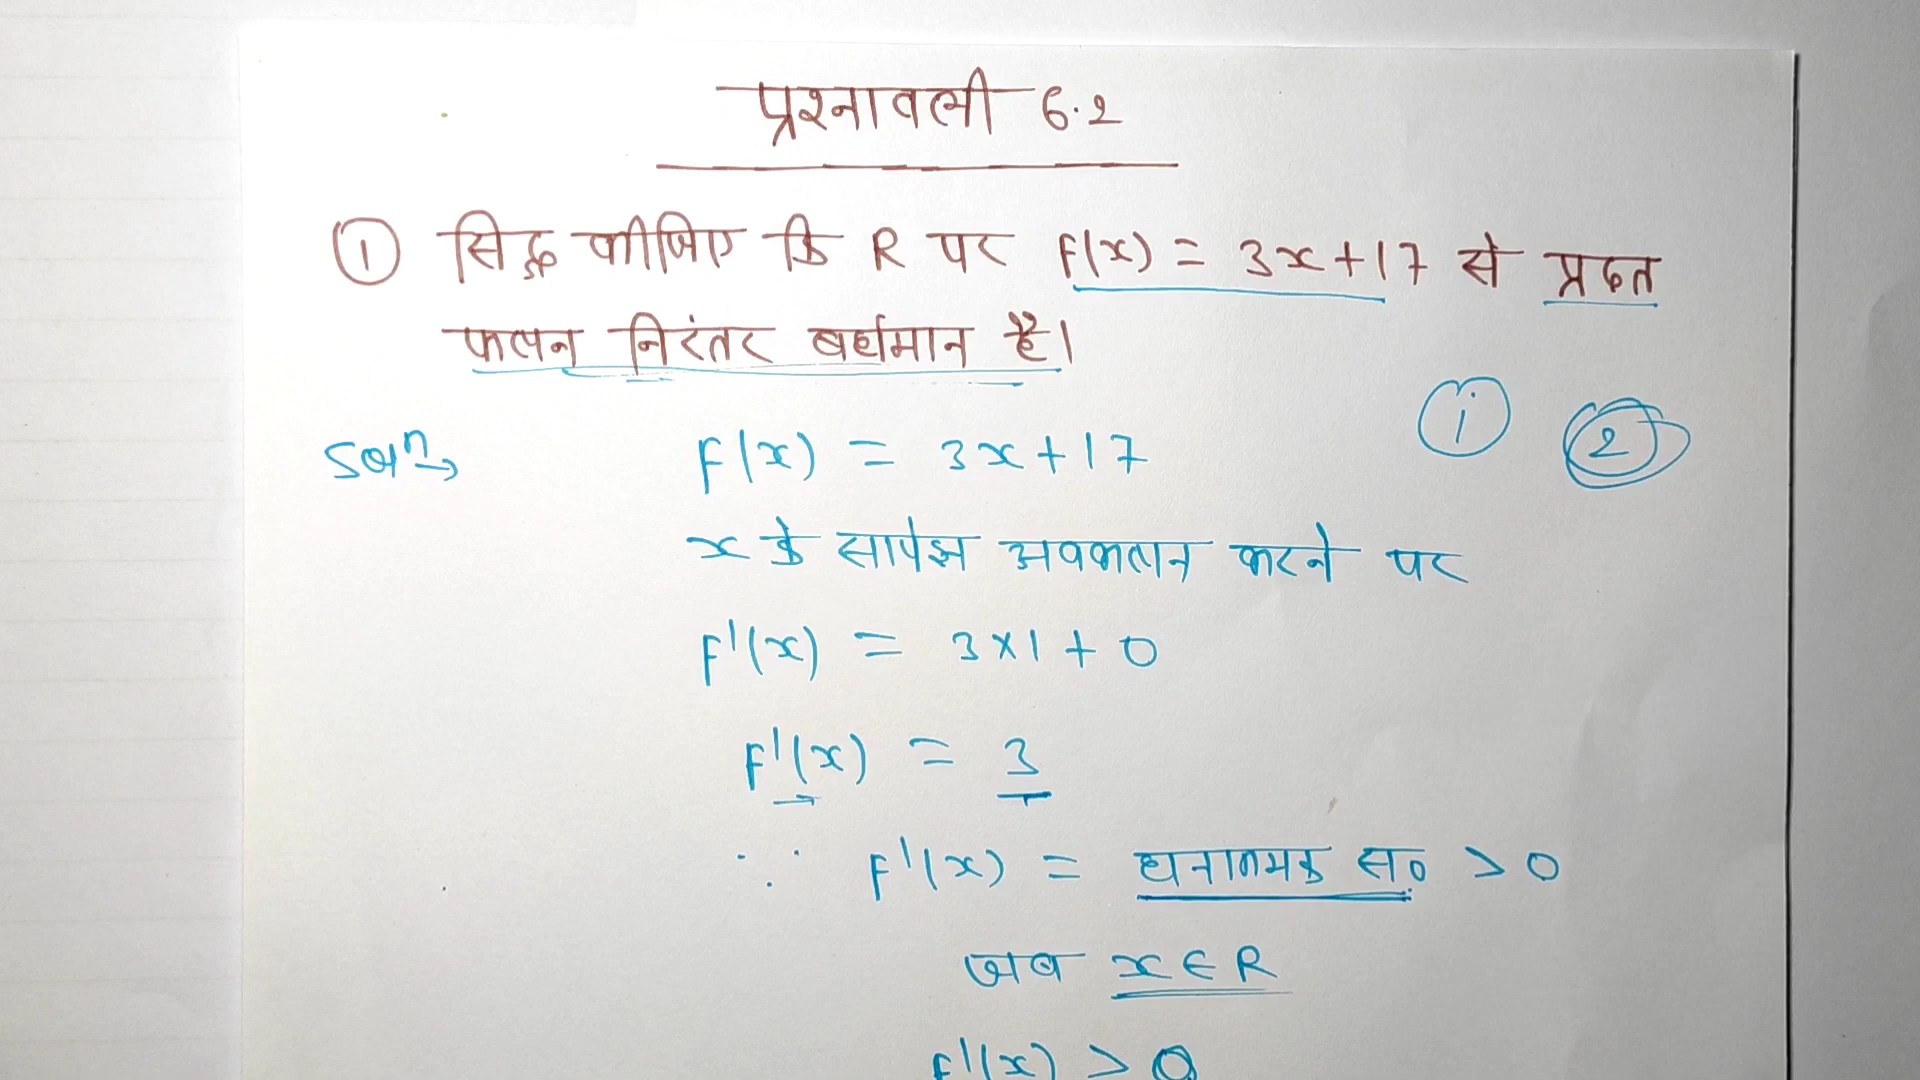 प्रश्नावली 6.2
① सिद्ध कीजिए कि R पर f(x) = 3x+17 से प्रदत्त
फलन निरंतर वर्धमान है।
① ②
Solⁿ→ F(x) = 3x+17
x के सापेक्ष अवकलन करने पर
F'(x) = 3×1+0
F'(x) = 3
∵ F'(x) = धनात्मक सं० > 0
जब x∈R
F'(x) > 0